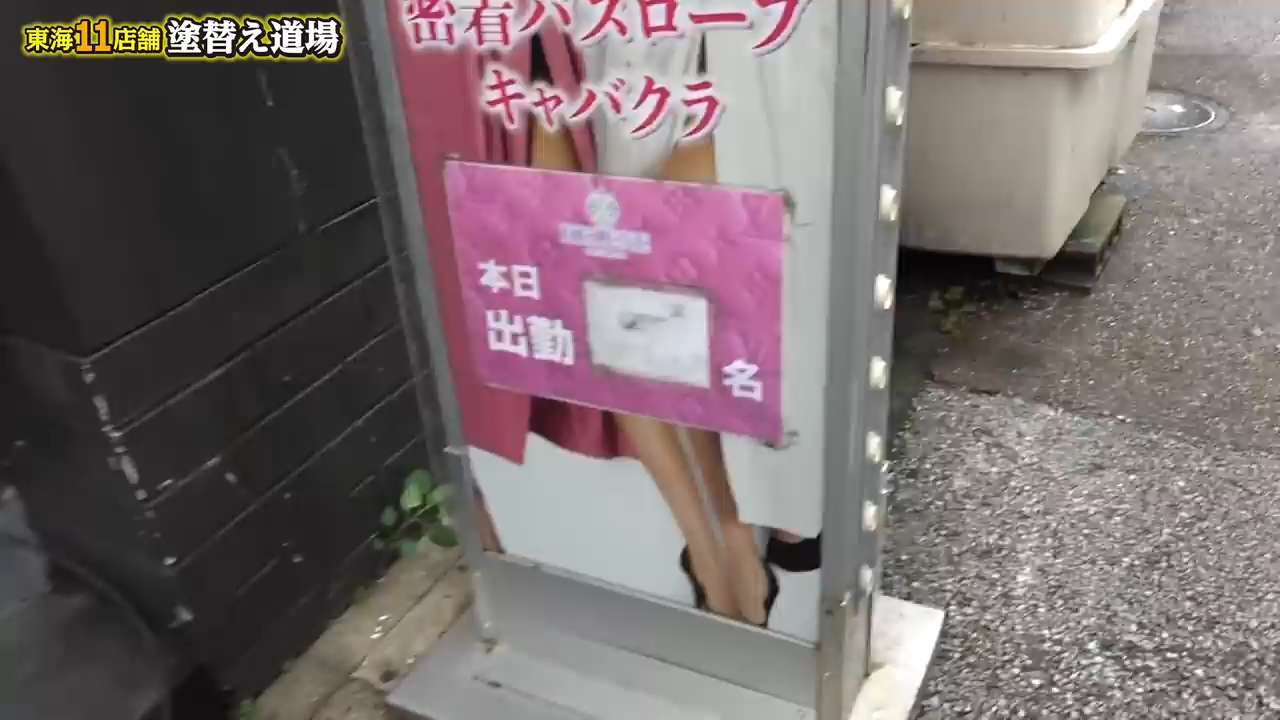 東海11店舗 塗替え道場
密着バスローブ
キャバクラ
本日
出勤
名